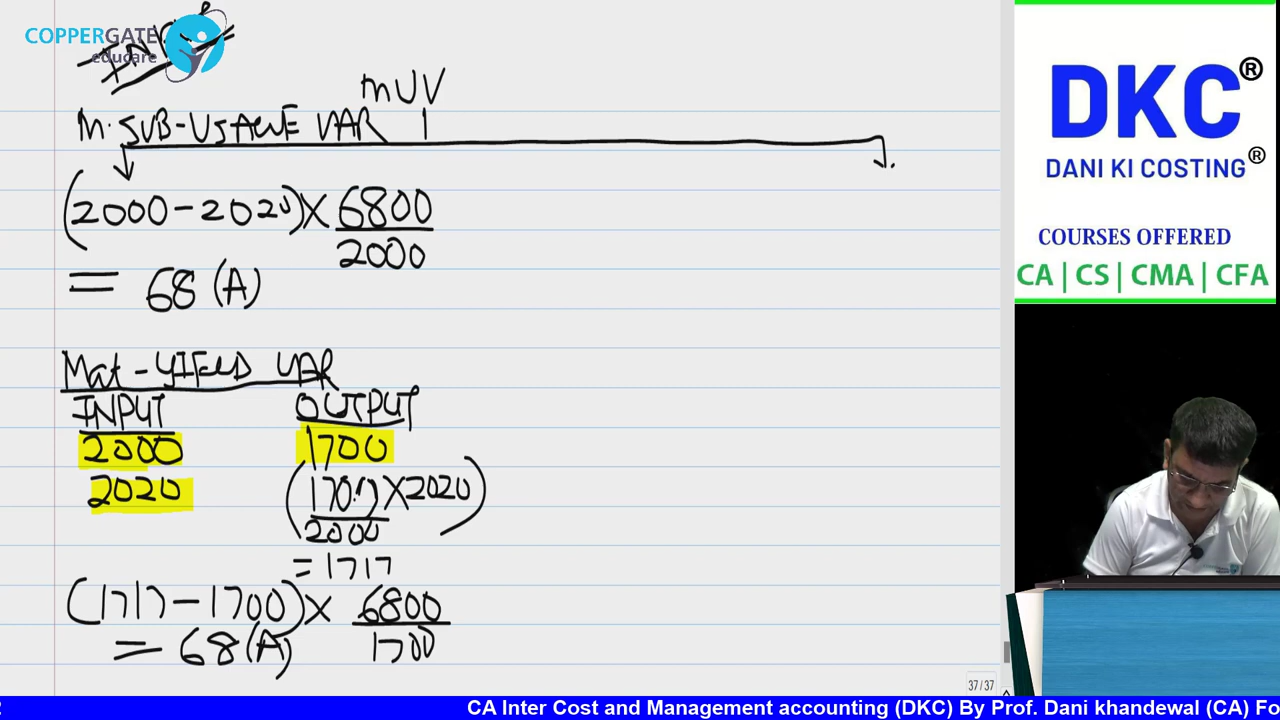 COPPERGATE
educare
mUV
M. SUB-USAGE VAR
(2000-2020)X 6800
2000
= 68 (A)
Mat-YIELD VAR
INPUT OUTPUT
2000 1700
2020 (1700 X 2020)
2000
= 1717
(1717-1700) X 6800
1700
= 68(A)
37/37
DKC®
DANI KI COSTING®
COURSES OFFERED
CA | CS | CMA | CFA
CA Inter Cost and Management accounting (DKC) By Prof. Dani khandewal (CA) Fo